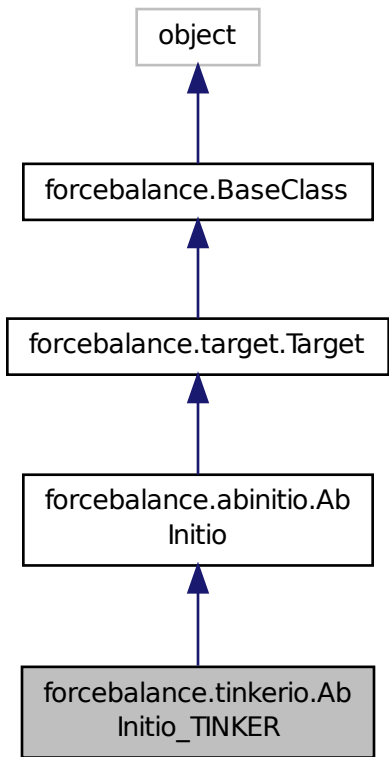 object
forcebalance.BaseClass
forcebalance.target.Target
forcebalance.abinitio.Ab
Initio
forcebalance.tinkerio.Ab
Initio_TINKER